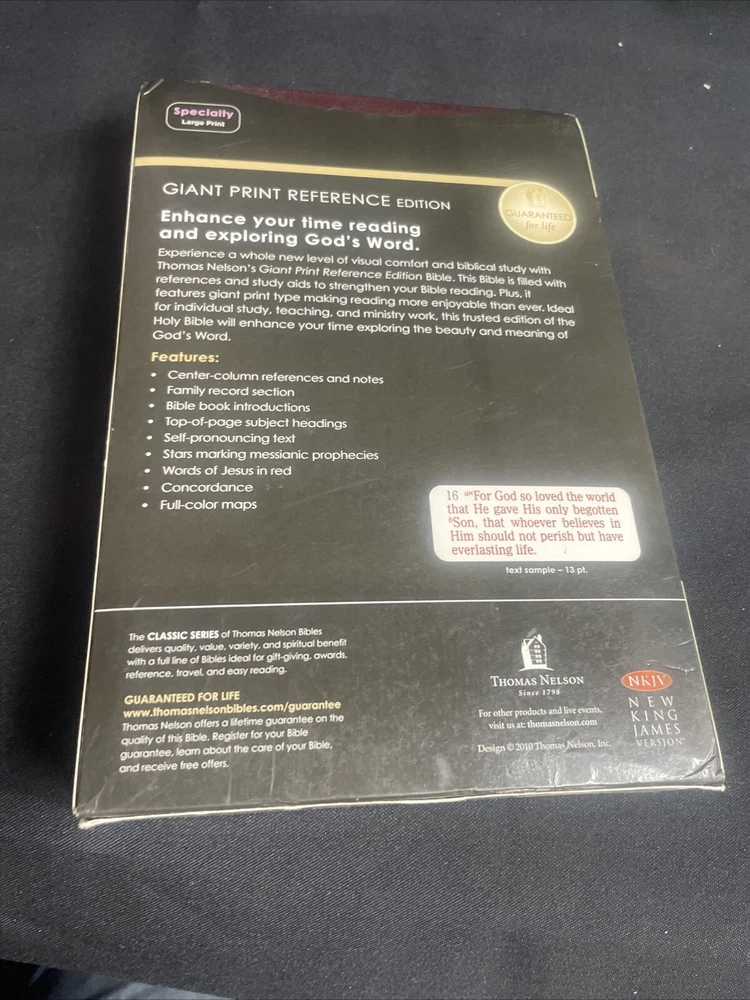 Specialty
Large Print
GIANT PRINT REFERENCE EDITION
GUARANTEED
for life
Enhance your time reading
and exploring God's Word.
Experience a whole new level of visual comfort and biblical study with
Thomas Nelson's Giant Print Reference Edition Bible. This Bible is filled with
references and study aids to strengthen your Bible reading. Plus, it
features giant print type making reading more enjoyable than ever. Ideal
for individual study, teaching, and ministry work, this trusted edition of the
Holy Bible will enhance your time exploring the beauty and meaning of
God's Word.
Features:
• Center-column references and notes
• Family record section
• Bible book introductions
• Top-of-page subject headings
• Self-pronouncing text
• Stars marking messianic prophecies
• Words of Jesus in red
• Concordance
• Full-color maps
16 a"For God so loved the world
that He gave His only begotten
bSon, that whoever believes in
Him should not perish but have
everlasting life.
text sample – 13 pt.
The CLASSIC SERIES of Thomas Nelson Bibles
delivers quality, value, variety, and spiritual benefit
with a full line of Bibles ideal for gift-giving, awards,
reference, travel, and easy reading.
GUARANTEED FOR LIFE
www.thomasnelsonbibles.com/guarantee
Thomas Nelson offers a lifetime guarantee on the
quality of this Bible. Register for your Bible
guarantee, learn about the care of your Bible,
and receive free offers.
THOMAS NELSON
Since 1798
For other products and live events,
visit us at: thomasnelson.com
Design © 2010 Thomas Nelson, Inc.
NKJV
NEW
KING
JAMES
VERSION®